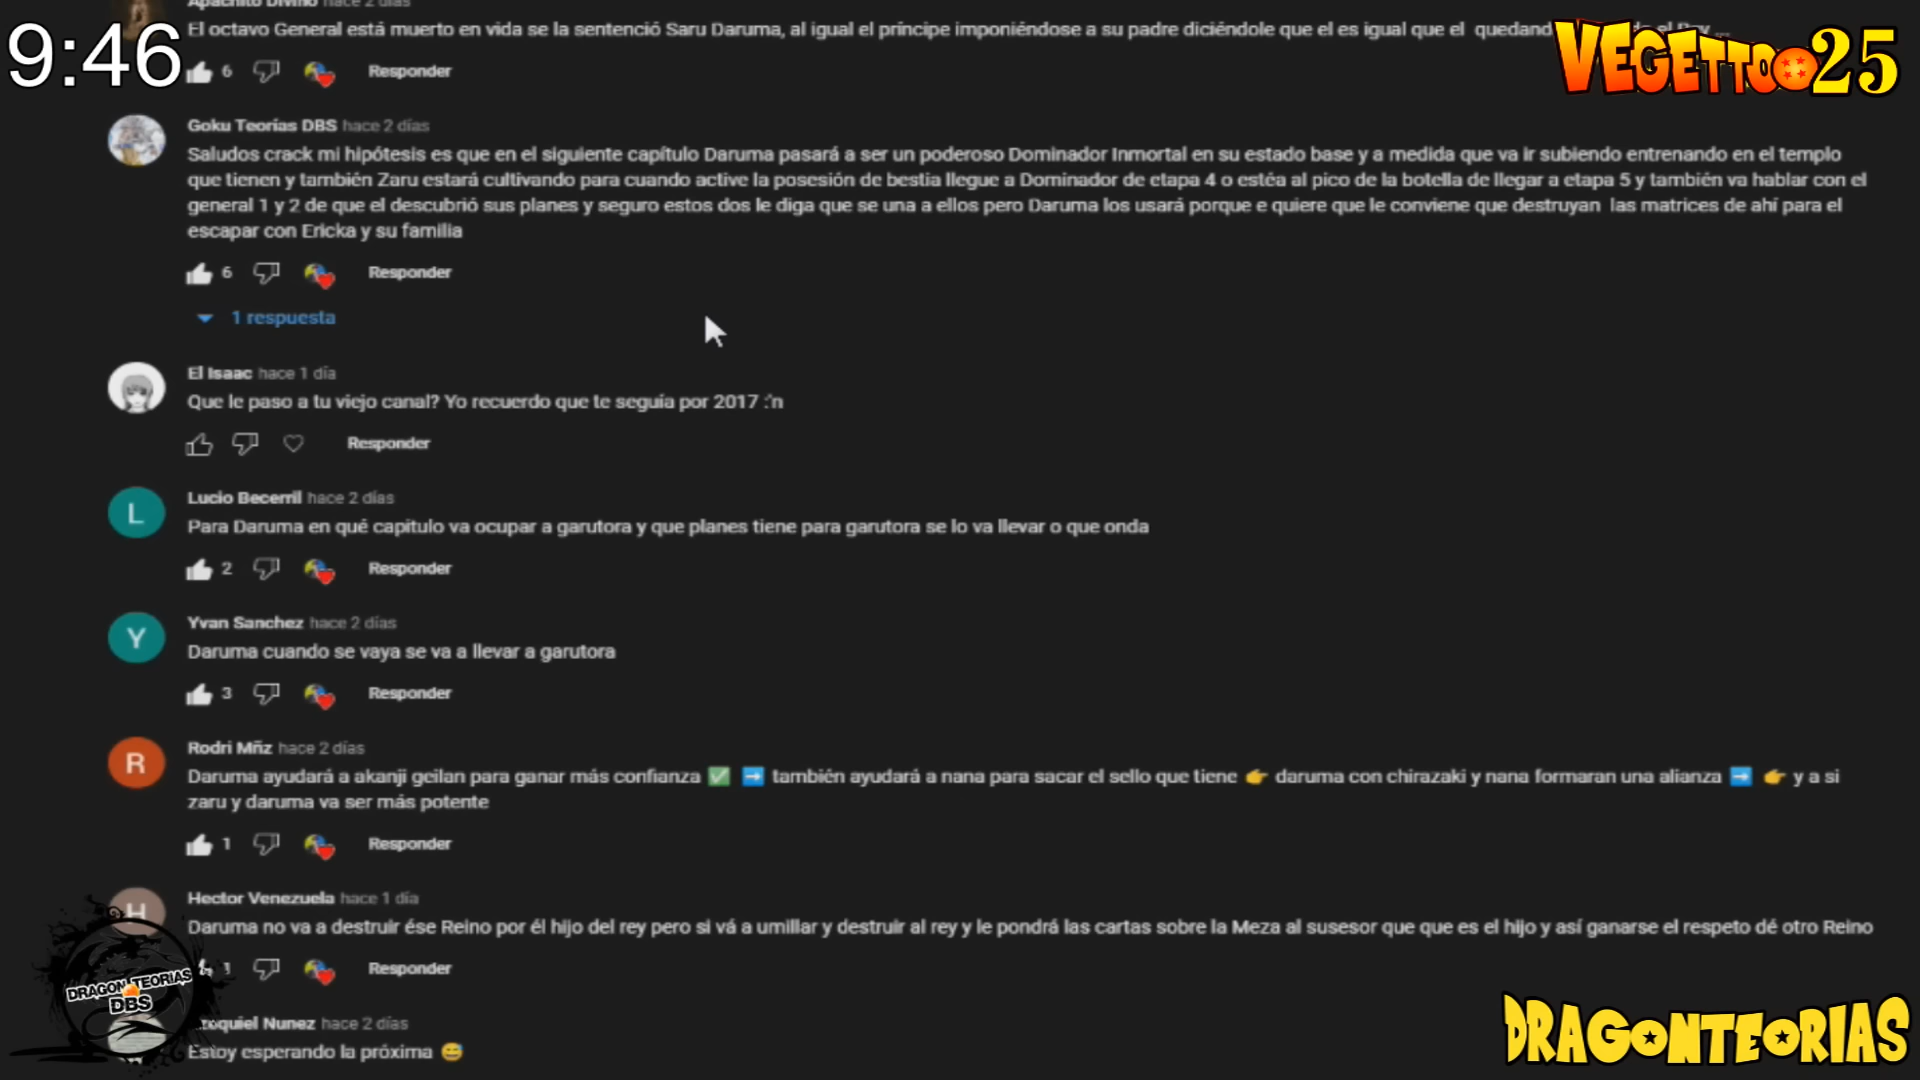 Apachito Divino hace 2 días
El octavo General está muerto en vida se la sentenció Saru Daruma, al igual el príncipe imponiéndose a su padre diciéndole que el es igual que el quedand
9:46
VEGETTO 25
6 Responder
Goku Teorías DBS hace 2 días
Saludos crack mi hipótesis es que en el siguiente capítulo Daruma pasará a ser un poderoso Dominador Inmortal en su estado base y a medida que va ir subiendo entrenando en el templo
que tienen y también Zaru estará cultivando para cuando active la posesión de bestia llegue a Dominador de etapa 4 o estéa al pico de la botella de llegar a etapa 5 y también va hablar con el
general 1 y 2 de que el descubrió sus planes y seguro estos dos le diga que se una a ellos pero Daruma los usará porque e quiere que le conviene que destruyan las matrices de ahí para el
escapar con Ericka y su familia
6 Responder
1 respuesta
El Isaac hace 1 día
Que le paso a tu viejo canal? Yo recuerdo que te seguía por 2017 :'n
Responder
L
Lucio Becerril hace 2 días
Para Daruma en qué capitulo va ocupar a garutora y que planes tiene para garutora se lo va llevar o que onda
2 Responder
Y
Yvan Sanchez hace 2 días
Daruma cuando se vaya se va a llevar a garutora
3 Responder
R
Rodri Mñz hace 2 días
Daruma ayudará a akanji geilan para ganar más confianza ✅ ➡️ también ayudará a nana para sacar el sello que tiene 👉 daruma con chirazaki y nana formaran una alianza ➡️ 👉 y a si
zaru y daruma va ser más potente
1 Responder
H
Hector Venezuela hace 1 día
Daruma no va a destruir ése Reino por él hijo del rey pero si vá a umillar y destruir al rey y le pondrá las cartas sobre la Meza al susesor que que es el hijo y así ganarse el respeto dé otro Reino
1 Responder
DRAGON TEORIAS
DBS
Nunez hace 2 días
Estoy esperando la próxima 😅
DRAGONTEORIAS